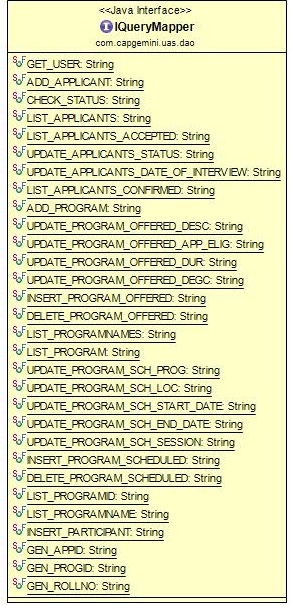 <<Java Interface>>
IQueryMapper
com.capgemini.uas.dao
GET_USER: String
ADD_APPLICANT: String
CHECK_STATUS: String
LIST_APPLICANTS: String
LIST_APPLICANTS_ACCEPTED: String
UPDATE_APPLICANTS_STATUS: String
UPDATE_APPLICANTS_DATE_OF_INTERVIEW: String
LIST_APPLICANTS_CONFIRMED: String
ADD_PROGRAM: String
UPDATE_PROGRAM_OFFERED_DESC: String
UPDATE_PROGRAM_OFFERED_APP_ELIG: String
UPDATE_PROGRAM_OFFERED_DUR: String
UPDATE_PROGRAM_OFFERED_DEGC: String
INSERT_PROGRAM_OFFERED: String
DELETE_PROGRAM_OFFERED: String
LIST_PROGRAMNAMES: String
LIST_PROGRAM: String
UPDATE_PROGRAM_SCH_PROG: String
UPDATE_PROGRAM_SCH_LOC: String
UPDATE_PROGRAM_SCH_START_DATE: String
UPDATE_PROGRAM_SCH_END_DATE: String
UPDATE_PROGRAM_SCH_SESSION: String
INSERT_PROGRAM_SCHEDULED: String
DELETE_PROGRAM_SCHEDULED: String
LIST_PROGRAMID: String
LIST_PROGRAMNAME: String
INSERT_PARTICIPANT: String
GEN_APPID: String
GEN_PROGID: String
GEN_ROLLNO: String